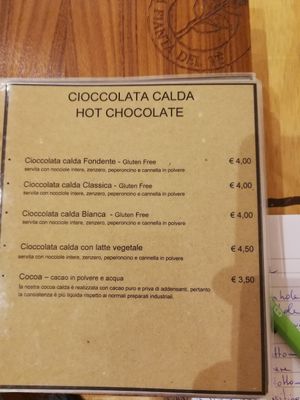 PIANTA DEL TÈ
CIOCCOLATA CALDA
HOT CHOCOLATE
Cioccolata calda Fondente - Gluten Free € 4,00
servita con nocciole intere, zenzero, peperoncino e cannella in polvere
Cioccolata calda Classica - Gluten Free € 4,00
servita con nocciole intere, zenzero, peperoncino e cannella in polvere
Cioccolata calda Bianca - Gluten Free € 4,00
servita con nocciole intere, zenzero, peperoncino e cannella in polvere
Cioccolata calda con latte vegetale € 4,50
servita con nocciole intere, zenzero, peperoncino e cannella in polvere
Cocoa – cacao in polvere e acqua € 3,50
la nostra cocoa calda è realizzata con cacao puro e priva di addensanti, pertanto
la consistenza è più liquida rispetto ai normali preparati industriali.